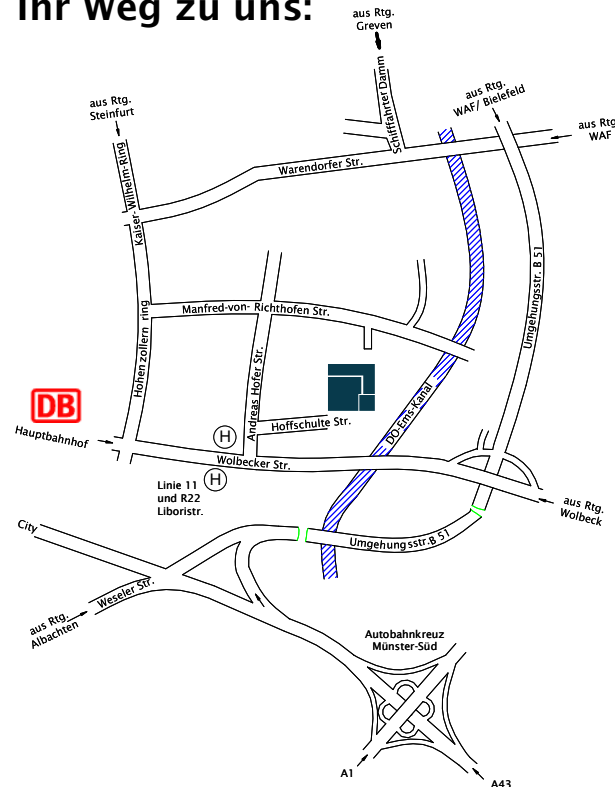 Ihr Weg zu uns:
aus Rtg.
Greven
aus Rtg.
Steinfurt
aus Rtg.
WAF/ Bielefeld
aus Rtg
WAF
Schifffahrter Damm
Warendorfer Str.
Kaiser-Wilhelm-Ring
Umgehungsstr. B 51
Manfred-von- Richthofen Str.
Hohenzollern ring
Andreas Hofer Str.
DB
Hauptbahnhof
H
Hoffschulte Str.
DO-Ems-Kanal
Wolbecker Str.
H
Linie 11
und R22
Liboristr.
aus Rtg.
Wolbeck
City
Umgehungsstr.B 51
Weseler Str.
aus Rtg.
Albachten
Autobahnkreuz
Münster-Süd
A1
A43